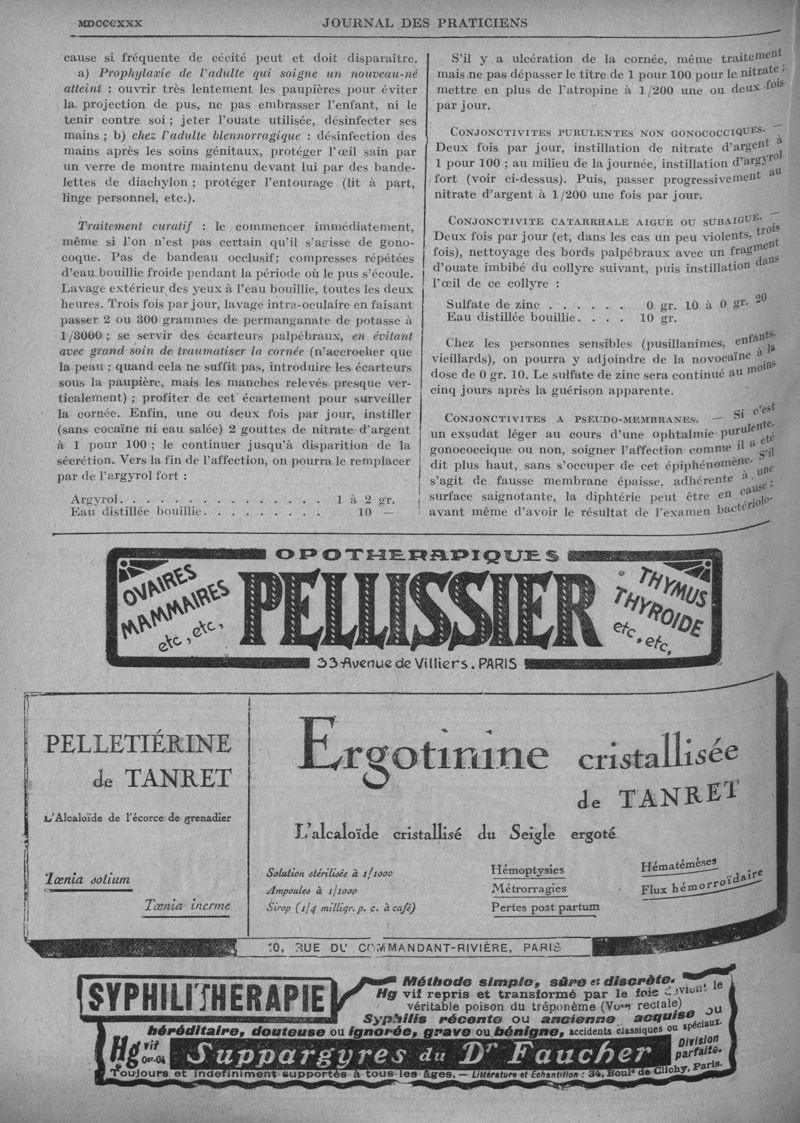 MDCCCXXX
JOURNAL DES PRATICIENS
cause si fréquente de cécité peut et doit disparaître.
a) Prophylaxie de l'adulte qui soigne un nouveau-né
atteint : ouvrir très lentement les paupières pour éviter
la projection de pus, ne pas embrasser l'enfant, ni le
tenir contre soi ; jeter l'ouate utilisée, désinfecter ses
mains ; b) chez l'adulte blennorragique : désinfection des
mains après les soins génitaux, protéger l'œil sain par
un verre de montre maintenu devant lui par des bande-
lettes de diachylon ; protéger l'entourage (lit à part,
linge personnel, etc.).
Traitement curatif : le commencer immédiatement,
même si l'on n'est pas certain qu'il s'agisse de gono-
coque. Pas de bandeau occlusif; compresses répétées
d'eau bouillie froide pendant la période où le pus s'écoule.
Lavage extérieur des yeux à l'eau bouillie, toutes les deux
heures. Trois fois par jour, lavage intra-oculaire en faisant
passer 2 ou 300 grammes de permanganate de potasse à
1/3000 ; se servir des écarteurs palpébraux, en évitant
avec grand soin de traumatiser la cornée (n'accrocher que
la peau ; quand cela ne suffit pas, introduire les écarteurs
sous la paupière, mais les manches relevés presque ver-
ticalement) ; profiter de cet écartement pour surveiller
la cornée. Enfin, une ou deux fois par jour, instiller
(sans cocaïne ni eau salée) 2 gouttes de nitrate d'argent
à 1 pour 100 ; le continuer jusqu'à disparition de la
sécrétion. Vers la fin de l'affection, on pourra le remplacer
par de l'argyrol fort :
Argyrol. . . . . . . . . . . . . . . . 1 à 2 gr.
Eau distillée bouillie. . . . . . . . . 10 —
S'il y a ulcération de la cornée, même traitement
mais ne pas dépasser le titre de 1 pour 100 pour le nitrate ;
mettre en plus de l'atropine à 1/200 une ou deux fois
par jour.
CONJONCTIVITES PURULENTES NON GONOCOCCIQUES. —
Deux fois par jour, instillation de nitrate d'argent à
1 pour 100 ; au milieu de la journée, instillation d'argyrol
fort (voir ci-dessus). Puis, passer progressivement au
nitrate d'argent à 1/200 une fois par jour.
CONJONCTIVITE CATARRHALE AIGUE OU SUBAIGUE. —
Deux fois par jour (et, dans les cas un peu violents, trois
fois), nettoyage des bords palpébraux avec un fragment
d'ouate imbibé du collyre suivant, puis instillation dans
l'œil de ce collyre :
Sulfate de zinc . . . . . . 0 gr. 10 à 0 gr. 20
Eau distillée bouillie. . . . 10 gr.
Chez les personnes sensibles (pusillanimes, enfants,
vieillards), on pourra y adjoindre de la novocaïne à la
dose de 0 gr. 10. Le sulfate de zinc sera continué au moins
cinq jours après la guérison apparente.
CONJONCTIVITES A PSEUDO-MEMBRANES. — Si c'est
un exsudat léger au cours d'une ophtalmie purulente,
gonococcique ou non, soigner l'affection comme il a été
dit plus haut, sans s'occuper de cet épiphénomène. S'il
s'agit de fausse membrane épaisse, adhérente à une
surface saignotante, la diphtérie peut être en cause ;
avant même d'avoir le résultat de l'examen bactériolo-
OPOTHERAPIQUES
OVAIRES
MAMMAIRES
etc, etc,
PELLISSIER
THYMUS
THYROIDE
etc, etc,
33-Avenue de Villiers. PARIS
PELLETIÉRINE
de TANRET
L'Alcaloïde de l'écorce de grenadier
Tænia solium
Tænia inerme
Ergotinine cristallisée
de TANRET
L'alcaloïde cristallisé du Seigle ergoté
Solution stérilisée à 1/1000
Ampoules à 1/1000
Sirop (1/4 milligr. p. c. à café)
Hémoptysies
Métrorragies
Pertes post partum
Hématémèses
Flux hémorroïdaire
RUE DU COMMANDANT-RIVIÈRE, PARIS
SYPHILITHERAPIE
Méthode simple, sûre et discrète.
Hg vif repris et transformé par le foie devient le
véritable poison du tréponème (Voie rectale)
Syphilis récente ou ancienne acquise ou
héréditaire, douteuse ou ignorée, grave ou bénigne, accidents classiques ou spéciaux.
Hg vif
0gr-04
Suppargyres du Dr Faucher
Division
parfaite.
Toujours et indéfiniment supportés à tous les âges. — Littérature et Echantillon : 34, Boulᵈ de Clichy, Paris.